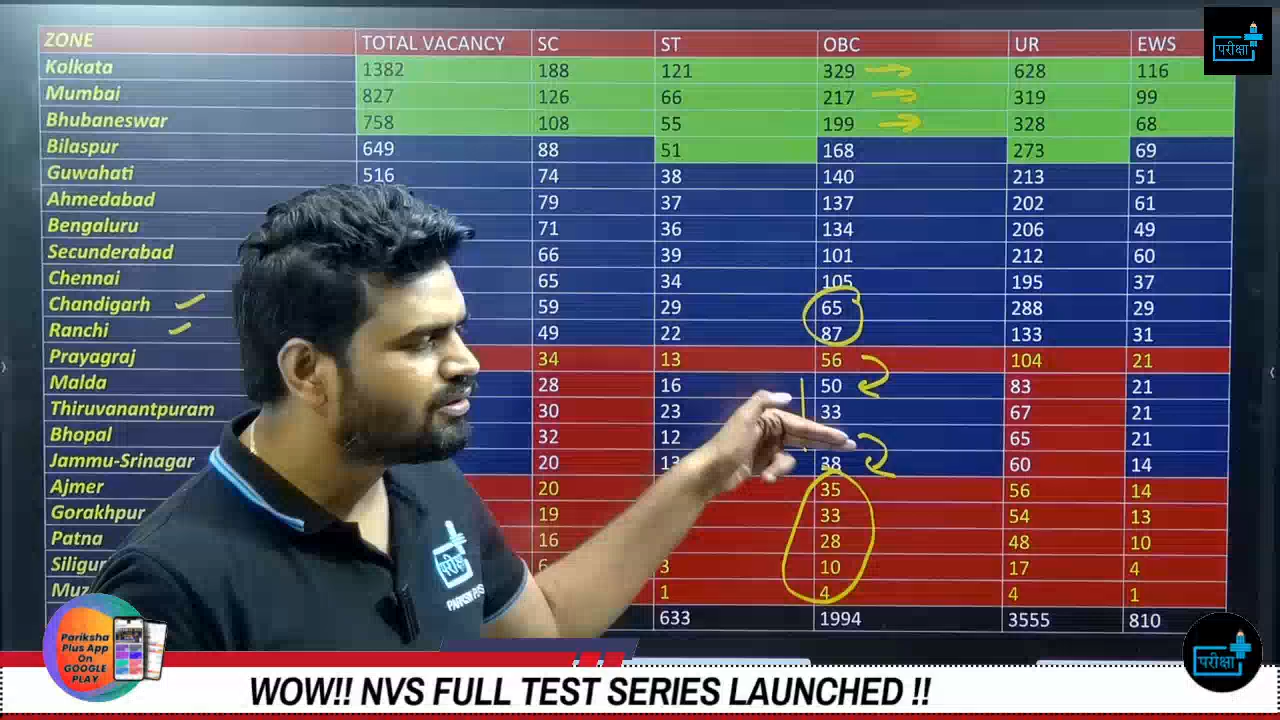 ZONE TOTAL VACANCY SC ST OBC UR EWS
Kolkata 1382 188 121 329 628 116
Mumbai 827 126 66 217 319 99
Bhubaneswar 758 108 55 199 328 68
Bilaspur 649 88 51 168 273 69
Guwahati 516 74 38 140 213 51
Ahmedabad 79 37 137 202 61
Bengaluru 71 36 134 206 49
Secunderabad 66 39 101 212 60
Chennai 65 34 105 195 37
Chandigarh 59 29 65 288 29
Ranchi 49 22 87 133 31
Prayagraj 34 13 56 104 21
Malda 28 16 50 83 21
Thiruvanantpuram 30 23 33 67 21
Bhopal 32 12 65 21
Jammu-Srinagar 20 38 60 14
Ajmer 20 35 56 14
Gorakhpur 19 33 54 13
Patna 16 28 48 10
3 10 17 4
1 4 4 1
633 1994 3555 810
परीक्षा
परीक्षा
Pariksha
Plus App
On
GOOGLE
PLAY
परीक्षा
WOW!! NVS FULL TEST SERIES LAUNCHED !!